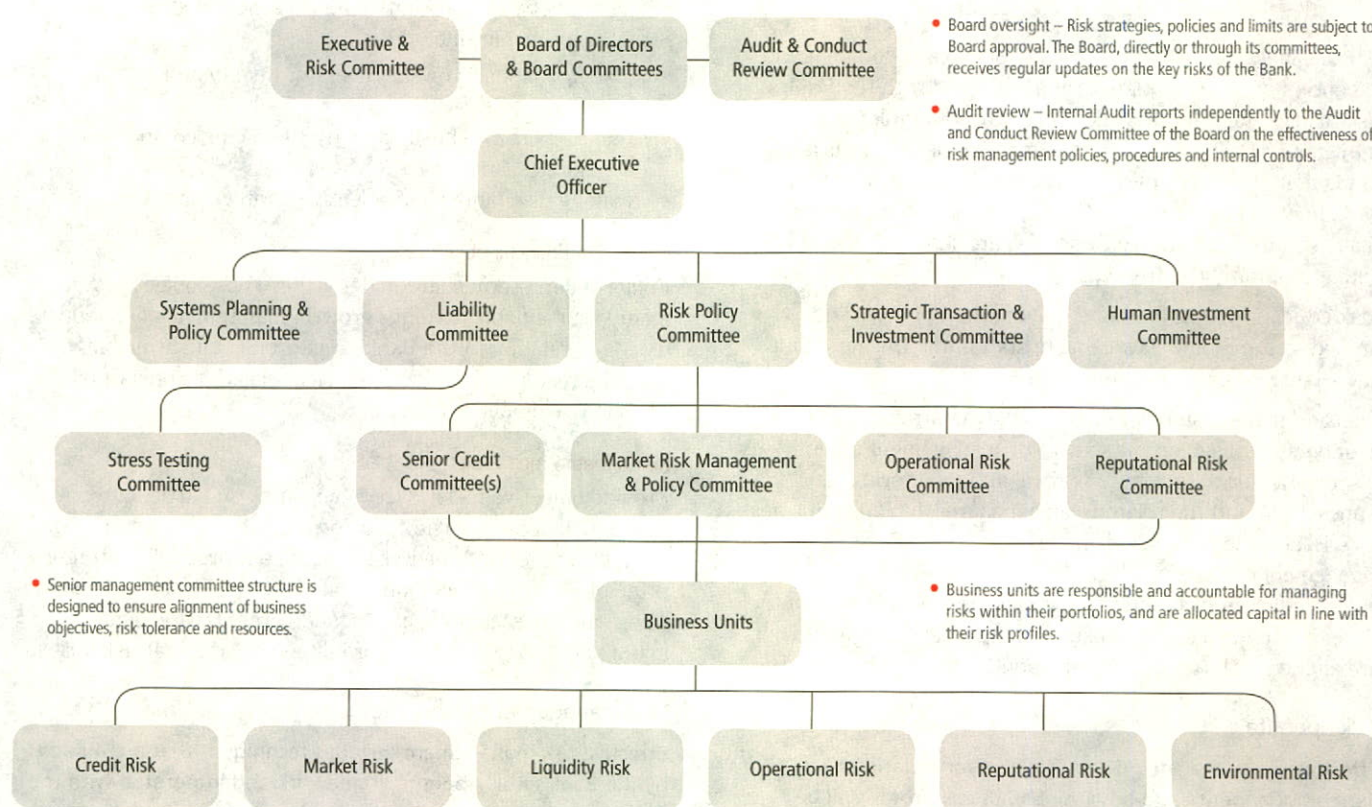 Executive &
Risk Committee
Board of Directors
& Board Committees
Audit & Conduct
Review Committee
• Board oversight – Risk strategies, policies and limits are subject to
Board approval. The Board, directly or through its committees,
receives regular updates on the key risks of the Bank.
• Audit review – Internal Audit reports independently to the Audit
and Conduct Review Committee of the Board on the effectiveness of
risk management policies, procedures and internal controls.
Chief Executive
Officer
Systems Planning &
Policy Committee
Liability
Committee
Risk Policy
Committee
Strategic Transaction &
Investment Committee
Human Investment
Committee
Stress Testing
Committee
Senior Credit
Committee(s)
Market Risk Management
& Policy Committee
Operational Risk
Committee
Reputational Risk
Committee
• Senior management committee structure is
designed to ensure alignment of business
objectives, risk tolerance and resources.
Business Units
• Business units are responsible and accountable for managing
risks within their portfolios, and are allocated capital in line with
their risk profiles.
Credit Risk
Market Risk
Liquidity Risk
Operational Risk
Reputational Risk
Environmental Risk